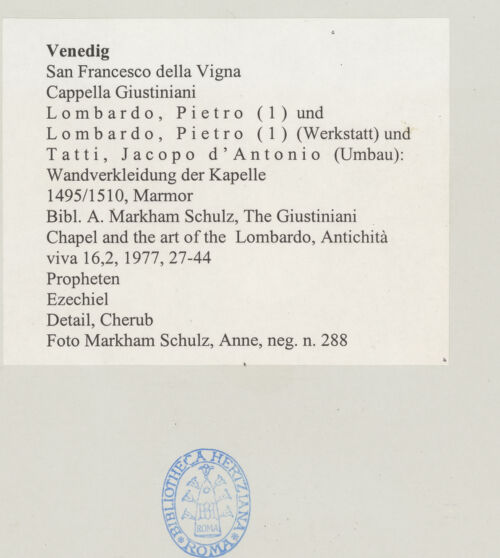 Venedig
San Francesco della Vigna
Cappella Giustiniani
Lombardo, Pietro (1) und
Lombardo, Pietro (1) (Werkstatt) und
Tatti, Jacopo d'Antonio (Umbau):
Wandverkleidung der Kapelle
1495/1510, Marmor
Bibl. A. Markham Schulz, The Giustiniani
Chapel and the art of the Lombardo, Antichità
viva 16,2, 1977, 27-44
Propheten
Ezechiel
Detail, Cherub
Foto Markham Schulz, Anne, neg. n. 288
BIBLIOTHECA HERTZIANA
ROMA
ROMA